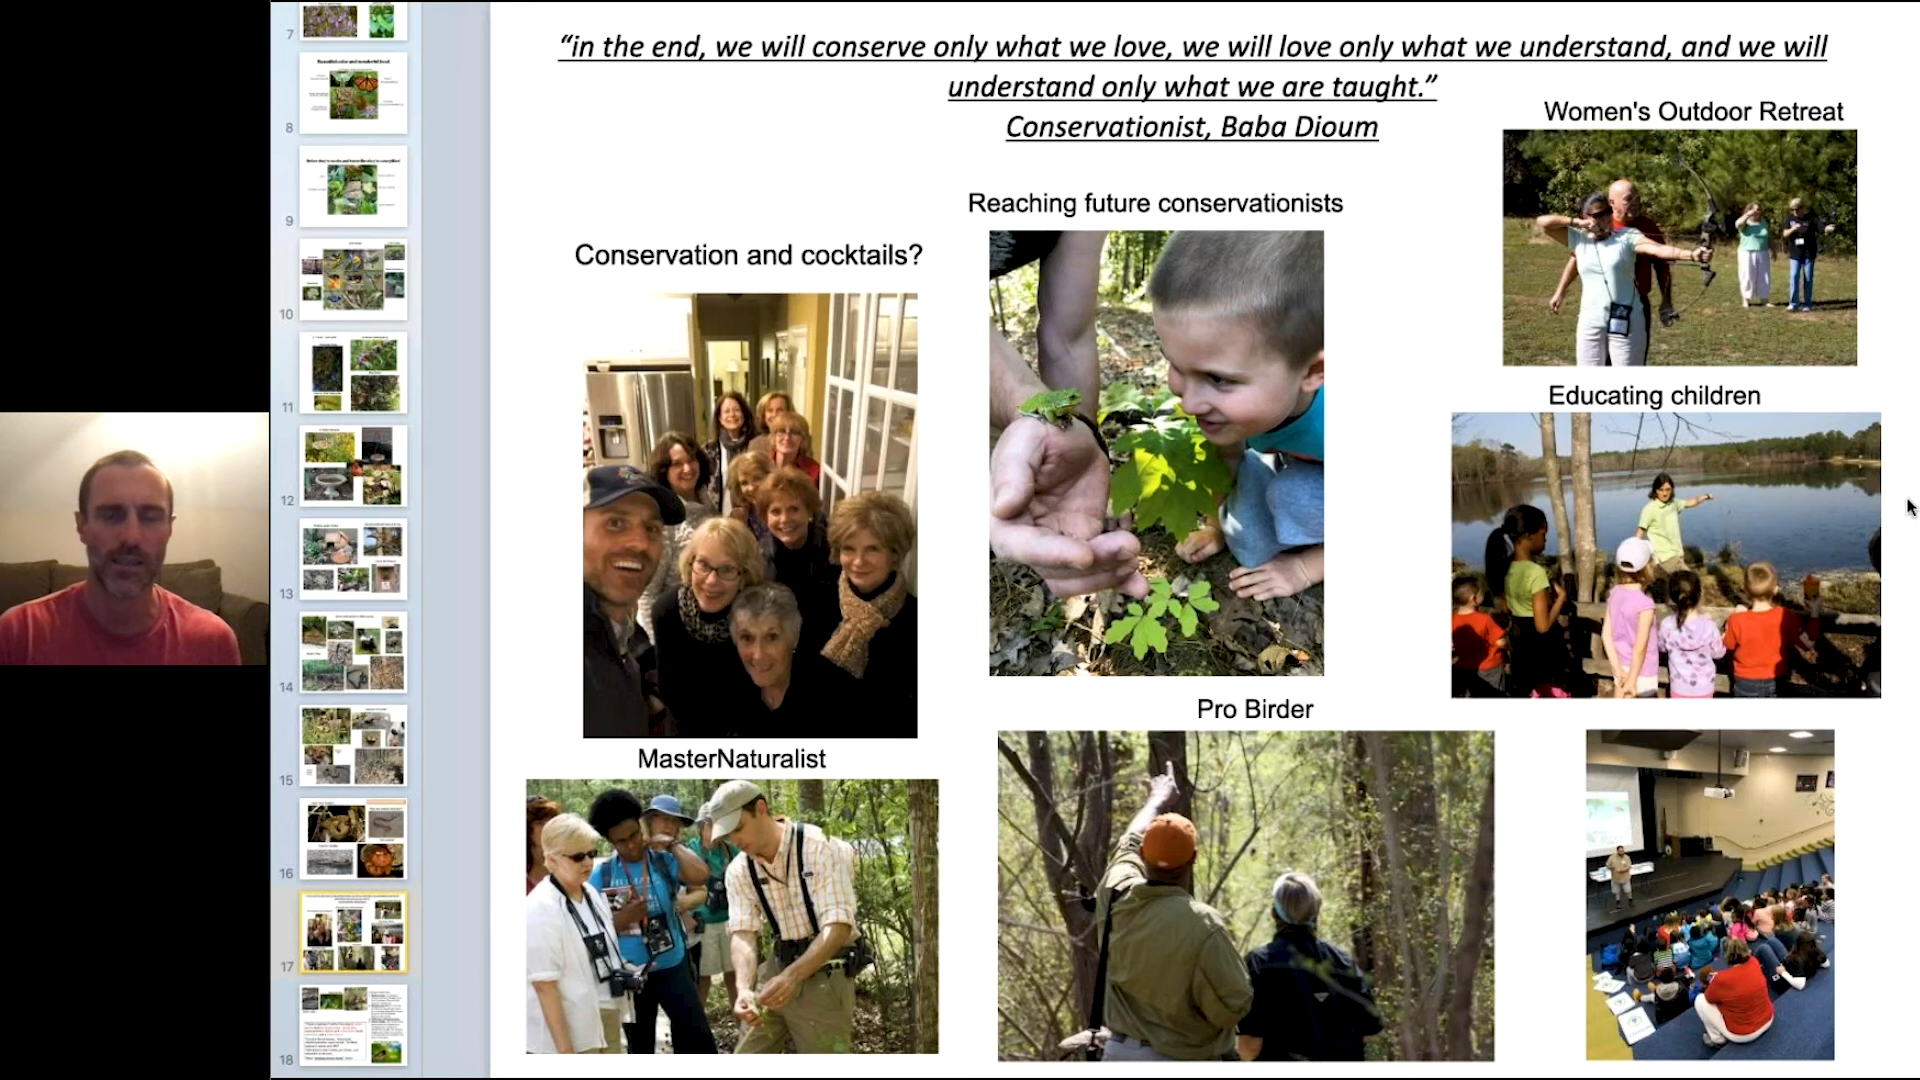 “in the end, we will conserve only what we love, we will love only what we understand, and we will
understand only what we are taught.”
Conservationist, Baba Dioum
Women's Outdoor Retreat
Reaching future conservationists
Conservation and cocktails?
Educating children
Pro Birder
MasterNaturalist
7
8
9
10
11
12
13
14
15
16
17
18